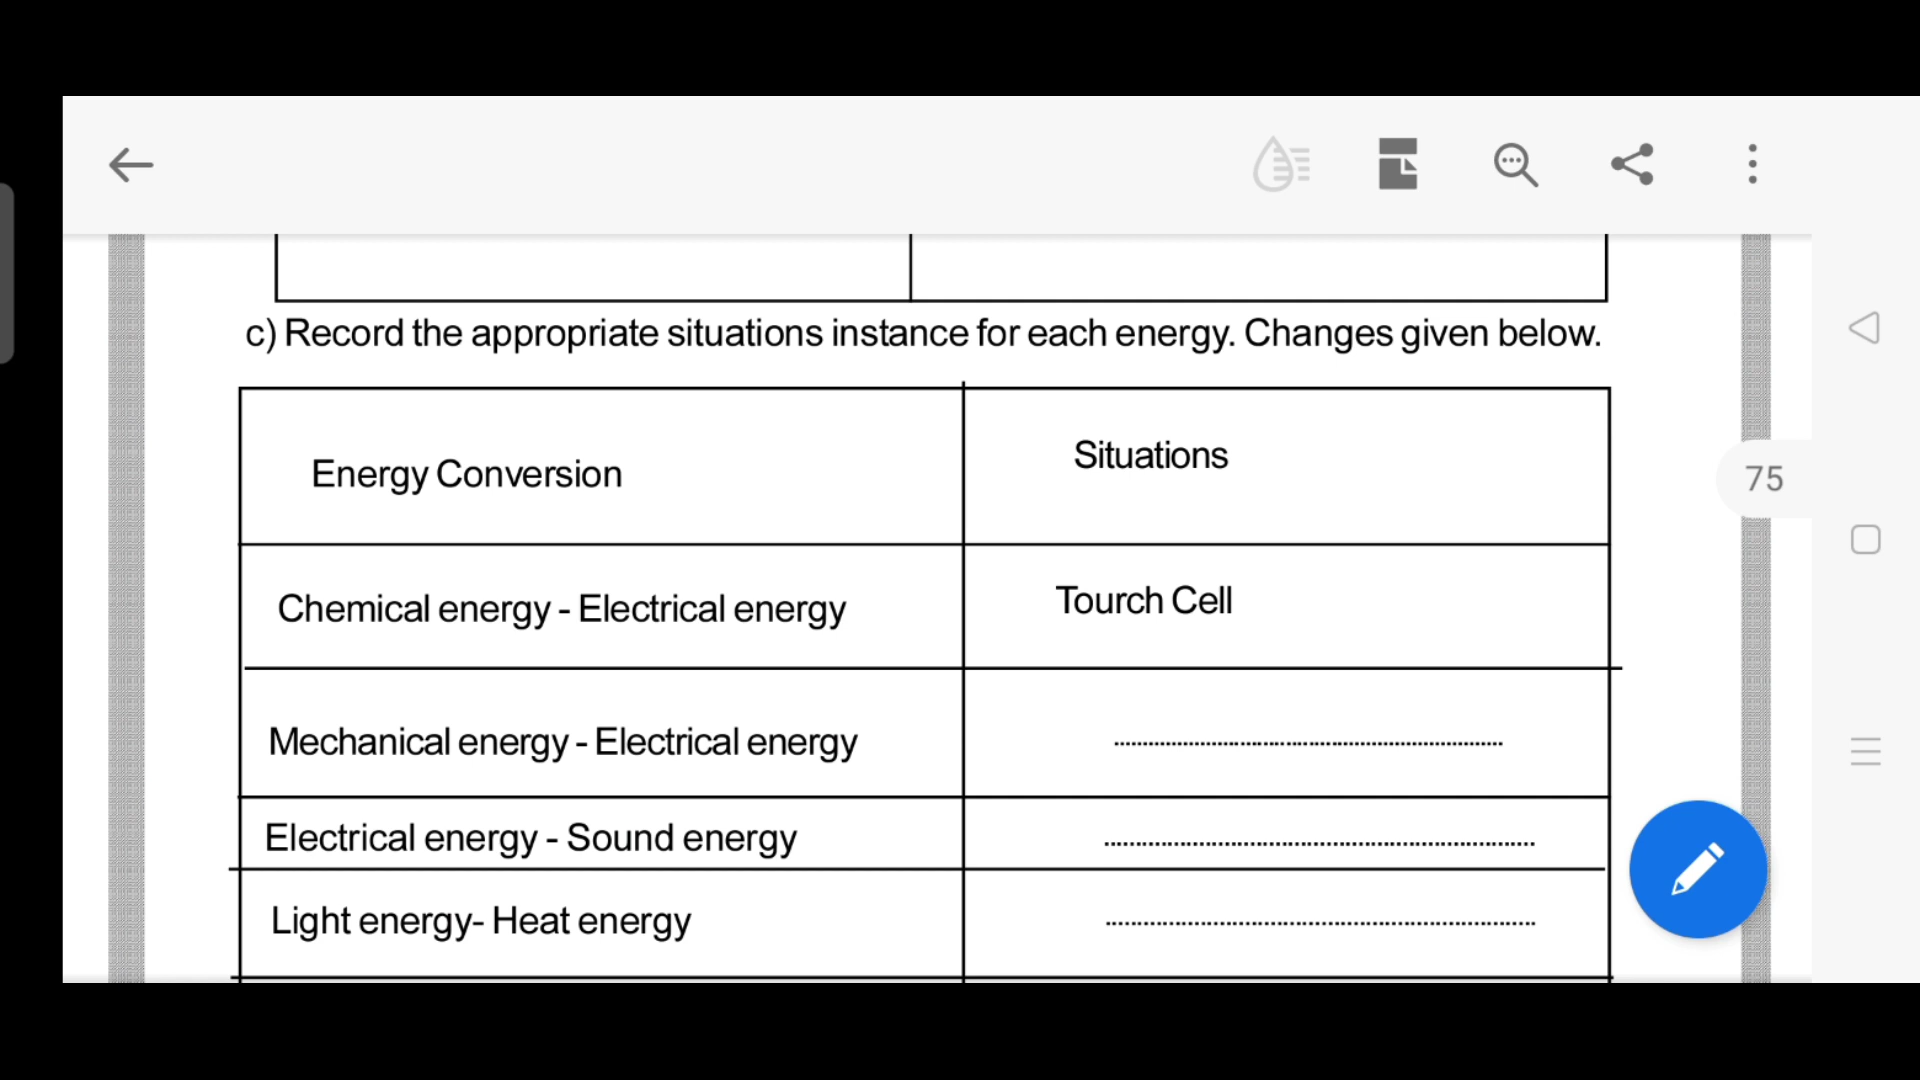 c) Record the appropriate situations instance for each energy. Changes given below.
Energy Conversion
Situations
Chemical energy - Electrical energy
Tourch Cell
Mechanical energy - Electrical energy
Electrical energy - Sound energy
Light energy- Heat energy
75